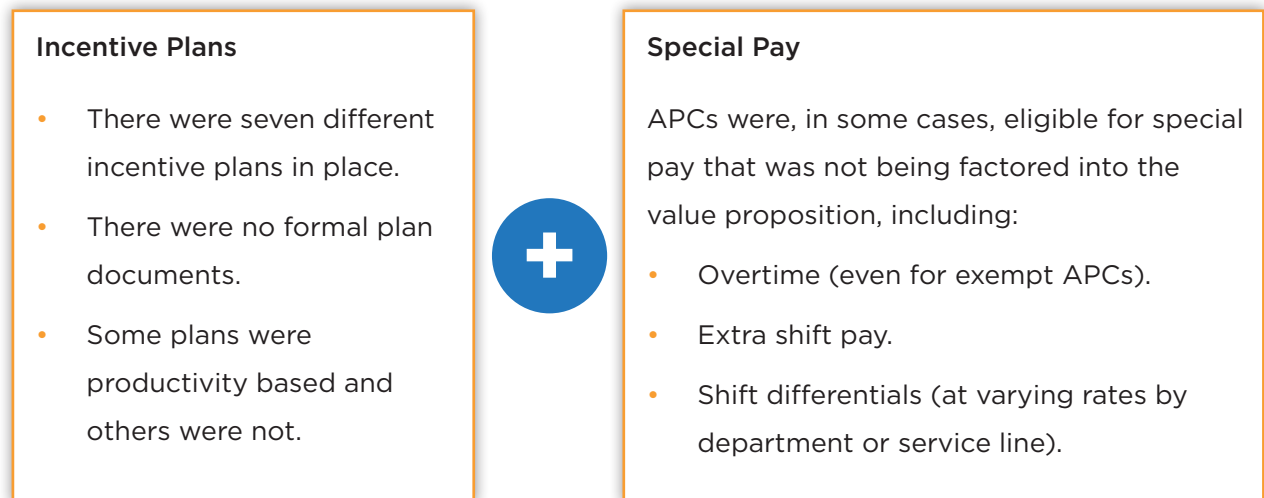 Incentive Plans
• There were seven different
incentive plans in place.
• There were no formal plan
documents.
• Some plans were
productivity based and
others were not.
Special Pay
APCs were, in some cases, eligible for special
pay that was not being factored into the
value proposition, including:
• Overtime (even for exempt APCs).
• Extra shift pay.
• Shift differentials (at varying rates by
department or service line).